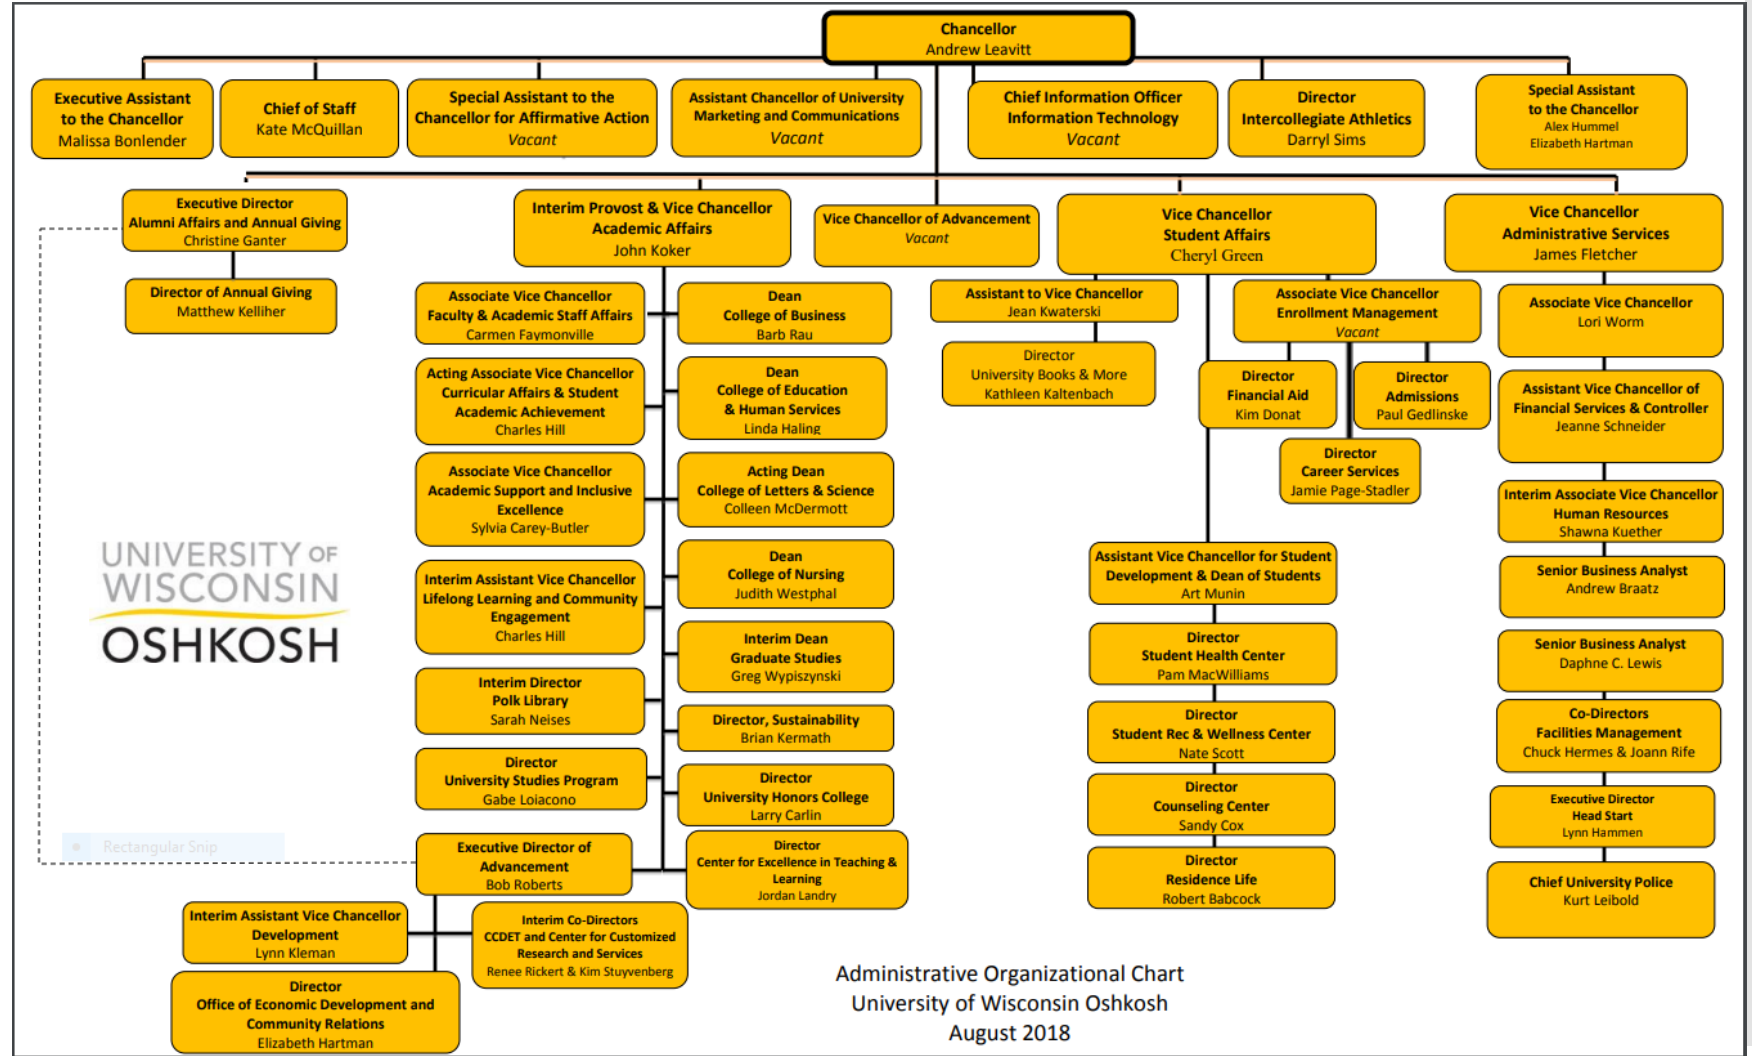 Chancellor
Andrew Leavitt
Executive Assistant
to the Chancellor
Malissa Bonlender
Chief of Staff
Kate McQuillan
Special Assistant to the
Chancellor for Affirmative Action
Vacant
Assistant Chancellor of University
Marketing and Communications
Vacant
Chief Information Officer
Information Technology
Vacant
Director
Intercollegiate Athletics
Darryl Sims
Special Assistant
to the Chancellor
Alex Hummel
Elizabeth Hartman
Executive Director
Alumni Affairs and Annual Giving
Christine Ganter
Director of Annual Giving
Matthew Kelliher
Interim Provost & Vice Chancellor
Academic Affairs
John Koker
Vice Chancellor of Advancement
Vacant
Vice Chancellor
Student Affairs
Cheryl Green
Vice Chancellor
Administrative Services
James Fletcher
Associate Vice Chancellor
Faculty & Academic Staff Affairs
Carmen Faymonville
Acting Associate Vice Chancellor
Curricular Affairs & Student
Academic Achievement
Charles Hill
Associate Vice Chancellor
Academic Support and Inclusive
Excellence
Sylvia Carey-Butler
Interim Assistant Vice Chancellor
Lifelong Learning and Community
Engagement
Charles Hill
Interim Director
Polk Library
Sarah Neises
Director
University Studies Program
Gabe Loiacono
Executive Director of
Advancement
Bob Roberts
Dean
College of Business
Barb Rau
Dean
College of Education
& Human Services
Linda Haling
Acting Dean
College of Letters & Science
Colleen McDermott
Dean
College of Nursing
Judith Westphal
Interim Dean
Graduate Studies
Greg Wypiszynski
Director, Sustainability
Brian Kermath
Director
University Honors College
Larry Carlin
Director
Center for Excellence in Teaching &
Learning
Jordan Landry
Interim Assistant Vice Chancellor
Development
Lynn Kleman
Interim Co-Directors
CCDET and Center for Customized
Research and Services
Renee Rickert & Kim Stuyvenberg
Director
Office of Economic Development and
Community Relations
Elizabeth Hartman
Assistant to Vice Chancellor
Jean Kwaterski
Director
University Books & More
Kathleen Kaltenbach
Associate Vice Chancellor
Enrollment Management
Vacant
Director
Financial Aid
Kim Donat
Director
Admissions
Paul Gedlinske
Director
Career Services
Jamie Page-Stadler
Assistant Vice Chancellor for Student
Development & Dean of Students
Art Munin
Director
Student Health Center
Pam MacWilliams
Director
Student Rec & Wellness Center
Nate Scott
Director
Counseling Center
Sandy Cox
Director
Residence Life
Robert Babcock
Associate Vice Chancellor
Lori Worm
Assistant Vice Chancellor of
Financial Services & Controller
Jeanne Schneider
Interim Associate Vice Chancellor
Human Resources
Shawna Kuether
Senior Business Analyst
Andrew Braatz
Senior Business Analyst
Daphne C. Lewis
Co-Directors
Facilities Management
Chuck Hermes & Joann Rife
Executive Director
Head Start
Lynn Hammen
Chief University Police
Kurt Leibold
UNIVERSITY OF
WISCONSIN
OSHKOSH
Rectangular Snip
Administrative Organizational Chart
University of Wisconsin Oshkosh
August 2018